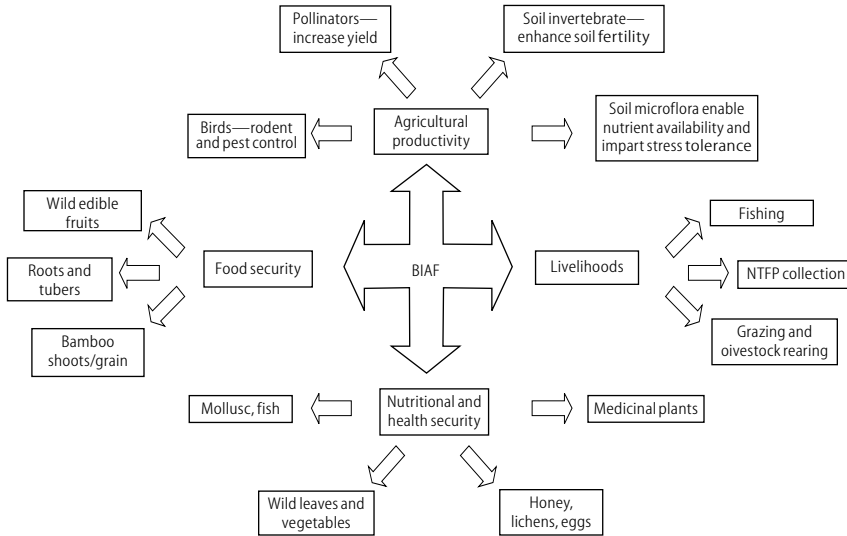 Pollinators—
increase yield
Soil invertebrate—
enhance soil fertility
Birds—rodent
and pest control
Agricultural
productivity
Soil microflora enable
nutrient availability and
impart stress tolerance
Wild edible
fruits
Fishing
Roots and
tubers
Food security
BIAF
Livelihoods
NTFP collection
Bamboo
shoots/grain
Grazing and
oivestock rearing
Mollusc, fish
Nutritional and
health security
Medicinal plants
Wild leaves and
vegetables
Honey,
lichens, eggs